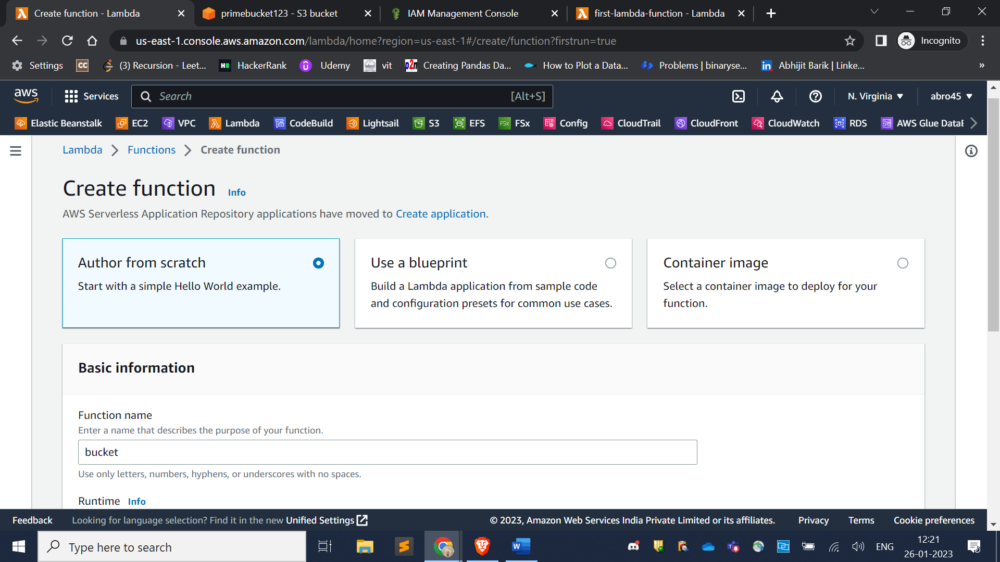 Create function - Lambda
primebucket123 - S3 bucket
IAM Management Console
first-lambda-function - Lambda
us-east-1.console.aws.amazon.com/lambda/home?region=us-east-1#/create/function?firstrun=true
Incognito
Settings
CC
(3) Recursion - Leet...
HackerRank
Udemy
vit
p2n
Creating Pandas Da...
How to Plot a Data...
Problems | binaryse...
in
Abhijit Barik | Linke...
»
aws
Services
Search
[Alt+S]
N. Virginia
abro45
Elastic Beanstalk
EC2
VPC
Lambda
CodeBuild
Lightsail
S3
EFS
FSx
FSx
Config
CloudTrail
CloudFront
CloudWatch
RDS
AWS Glue DataB
Lambda
Functions
Create function
Create function
Info
AWS Serverless Application Repository applications have moved to Create application.
Author from scratch
Start with a simple Hello World example.
Use a blueprint
Build a Lambda application from sample code
and configuration presets for common use cases.
Container image
Select a container image to deploy for your
function.
Basic information
Function name
Enter a name that describes the purpose of your function.
bucket
Use only letters, numbers, hyphens, or underscores with no spaces.
Runtime Info
Feedback
Looking for language selection? Find it in the new Unified Settings
© 2023, Amazon Web Services India Private Limited or its affiliates.
Privacy
Terms
Cookie preferences
Type here to search
W
ENG
12:21
26-01-2023